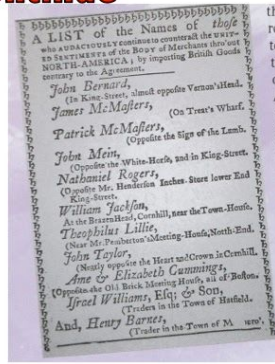 A LIST of the Names of those
who AUDACIOUSLY continue to counteract the UNIT-
ED SENTIMENTS of the BODY of Merchants thro'out
NORTH-AMERICA; by importing British Goods
contrary to the Agreement.
John Bernard,
(In King-Street, almost opposite Vernon's Head.
James McMasters,
(On Treat's Wharf.
Patrick McMasters,
(Opposite the Sign of the Lamb.
John Mein,
(Opposite the White-Horse, and in King-Street.
Nathaniel Rogers,
(Opposite Mr. Henderson Inches Store lower End
King-Street.
William Jackson,
At the Brazen Head, Cornhill, near the Town-House.
Theophilus Lillie,
(Near Mr. Pemberton's Meeting-House, North-End.
John Taylor,
(Nearly opposite the Heart and Crown in Cornhill.
Ame & Elizabeth Cummings,
(Opposite the Old Brick Meeting House, all of Boston.
Israel Williams, Esq; & Son,
(Traders in the Town of Hatfield.
And, Henry Barnes,
(Trader in the Town of M